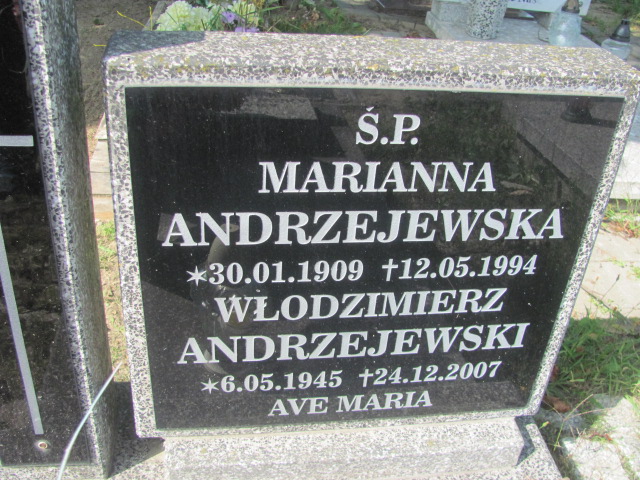 Ś.P.
MARIANNA
ANDRZEJEWSKA
✶30.01.1909 ✝12.05.1994
WŁODZIMIERZ
ANDRZEJEWSKI
✶6.05.1945 ✝24.12.2007
AVE MARIA